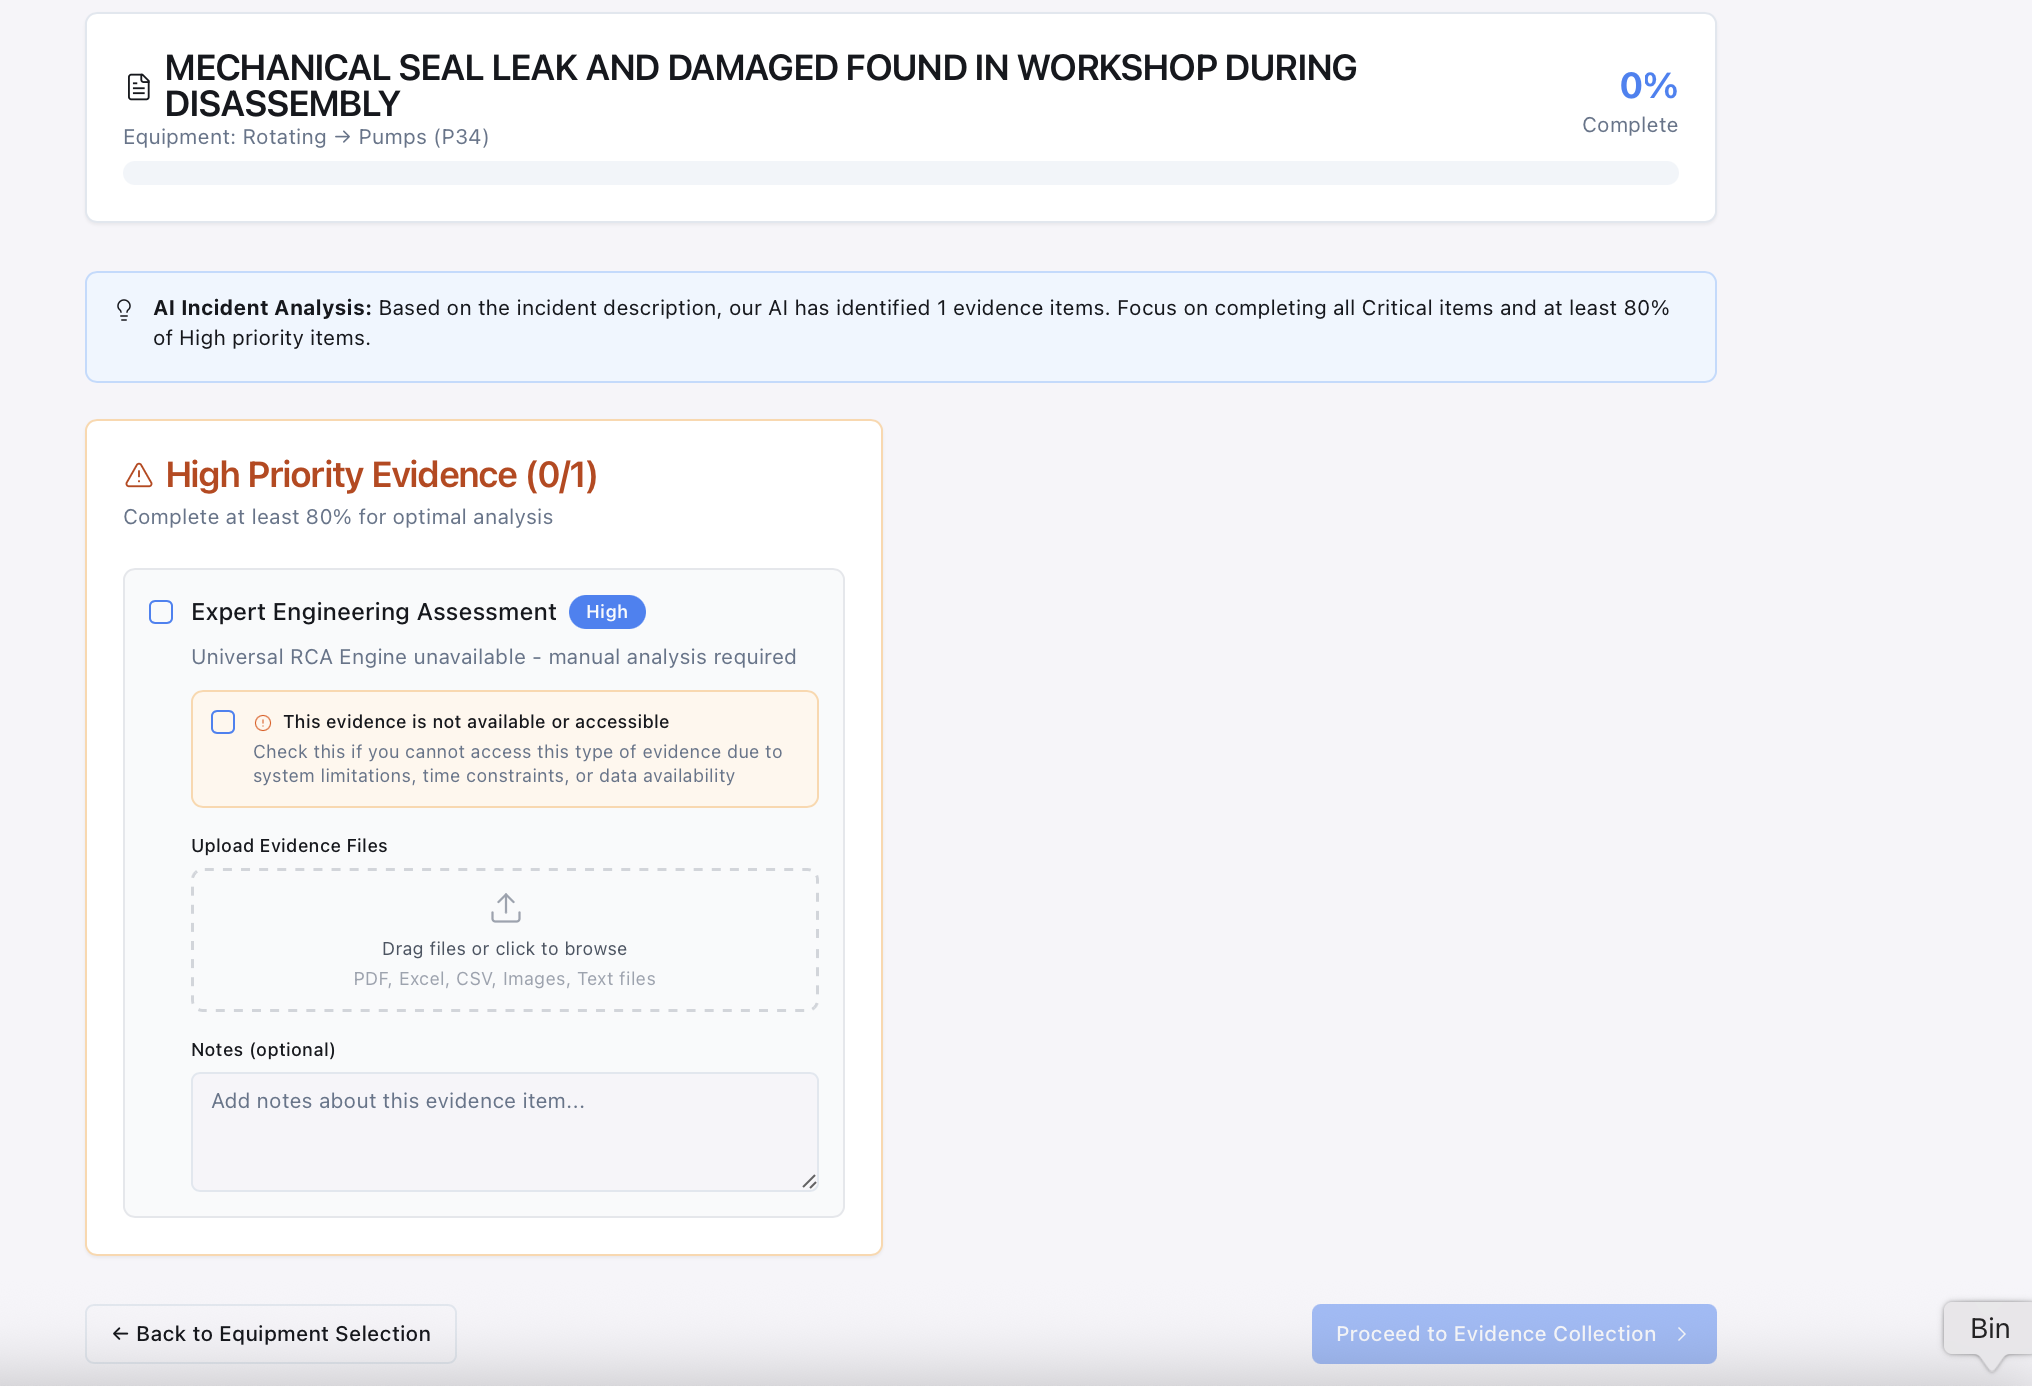 MECHANICAL SEAL LEAK AND DAMAGED FOUND IN WORKSHOP DURING
DISASSEMBLY
Equipment: Rotating → Pumps (P34)
0%
Complete
AI Incident Analysis: Based on the incident description, our AI has identified 1 evidence items. Focus on completing all Critical items and at least 80%
of High priority items.
High Priority Evidence (0/1)
Complete at least 80% for optimal analysis
Expert Engineering Assessment High
Universal RCA Engine unavailable - manual analysis required
This evidence is not available or accessible
Check this if you cannot access this type of evidence due to
system limitations, time constraints, or data availability
Upload Evidence Files
Drag files or click to browse
PDF, Excel, CSV, Images, Text files
Notes (optional)
Add notes about this evidence item...
← Back to Equipment Selection
Proceed to Evidence Collection >
Bin